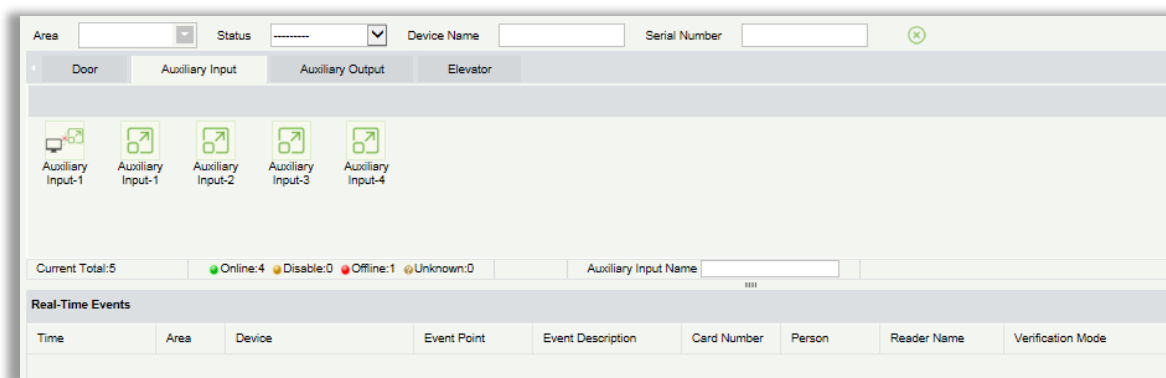 Area Status --------- Device Name Serial Number
Door Auxiliary Input Auxiliary Output Elevator
Auxiliary Input-1 Auxiliary Input-1 Auxiliary Input-2 Auxiliary Input-3 Auxiliary Input-4
Current Total:5 Online:4 Disable:0 Offline:1 Unknown:0 Auxiliary Input Name
Real-Time Events
Time Area Device Event Point Event Description Card Number Person Reader Name Verification Mode